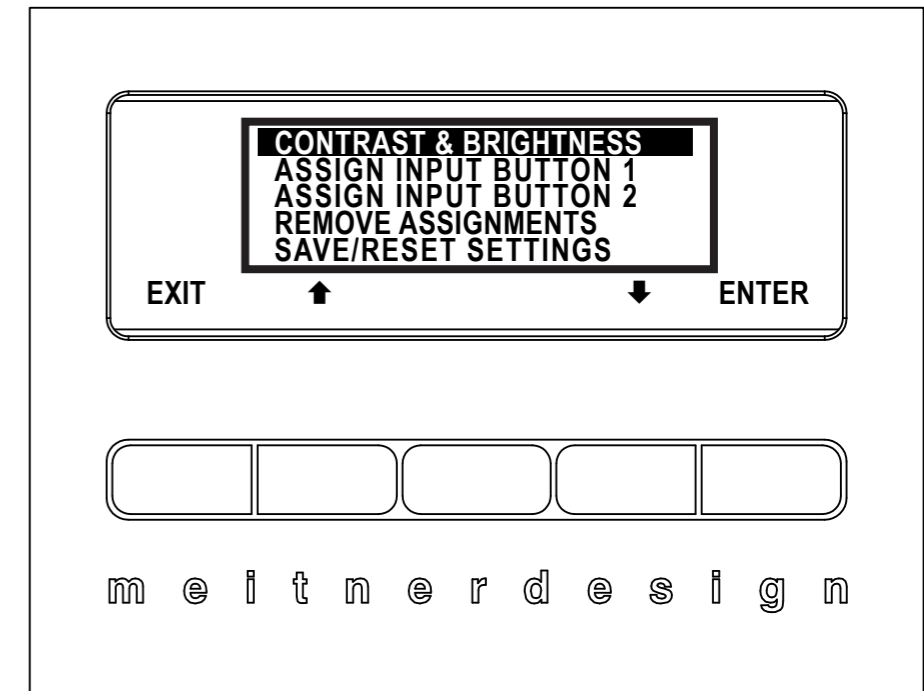 CONTRAST & BRIGHTNESS
ASSIGN INPUT BUTTON 1
ASSIGN INPUT BUTTON 2
REMOVE ASSIGNMENTS
SAVE/RESET SETTINGS
EXIT ⬆ ⬇ ENTER
meitnerdesign